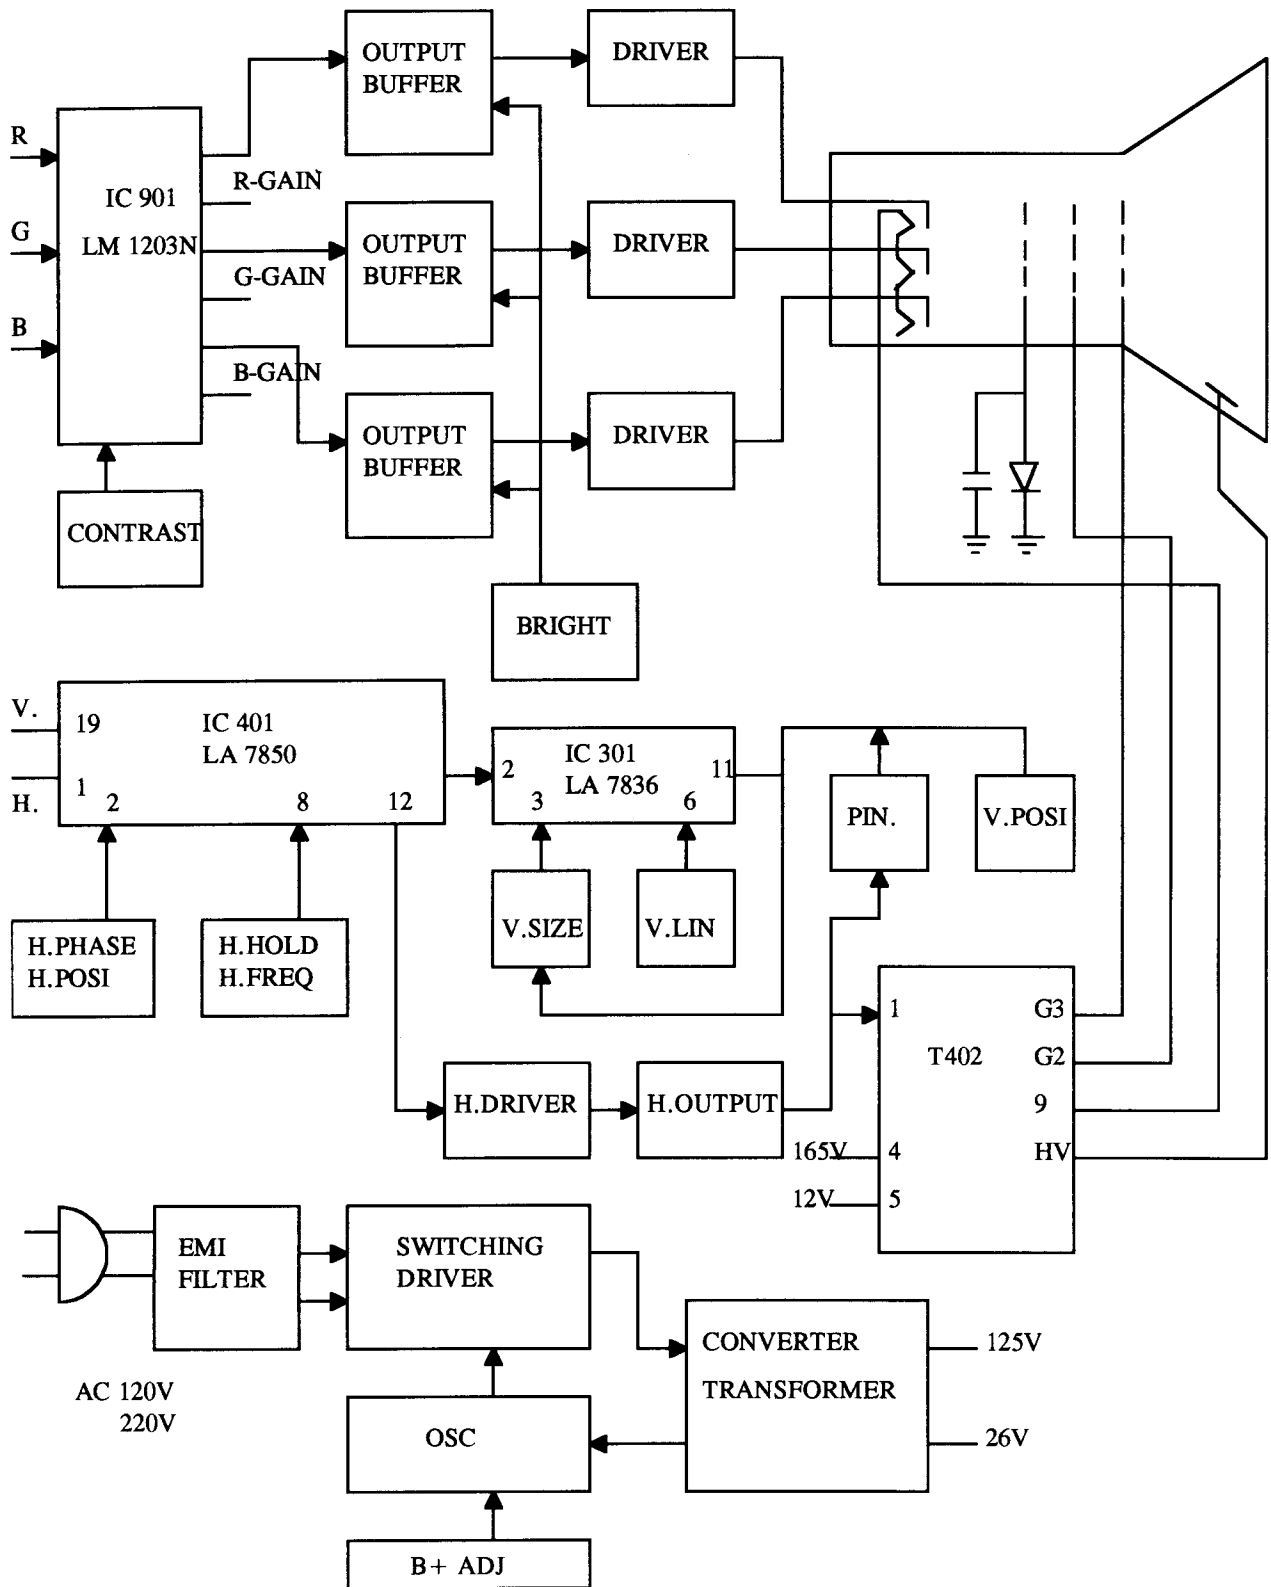 OUTPUT
BUFFER
DRIVER
R
IC 901
R-GAIN
G
LM 1203N
OUTPUT
BUFFER
DRIVER
G-GAIN
B
B-GAIN
OUTPUT
BUFFER
DRIVER
CONTRAST
BRIGHT
V.
19
IC 401
LA 7850
1
H.
2
8
12
IC 301
LA 7836
2
11
3
6
PIN.
V.POSI
H.PHASE
H.POSI
H.HOLD
H.FREQ
V.SIZE
V.LIN
1
G3
T402
G2
H.DRIVER
H.OUTPUT
9
165V
4
HV
12V
5
EMI
FILTER
SWITCHING
DRIVER
CONVERTER
TRANSFORMER
125V
AC 120V
220V
OSC
26V
B+ ADJ